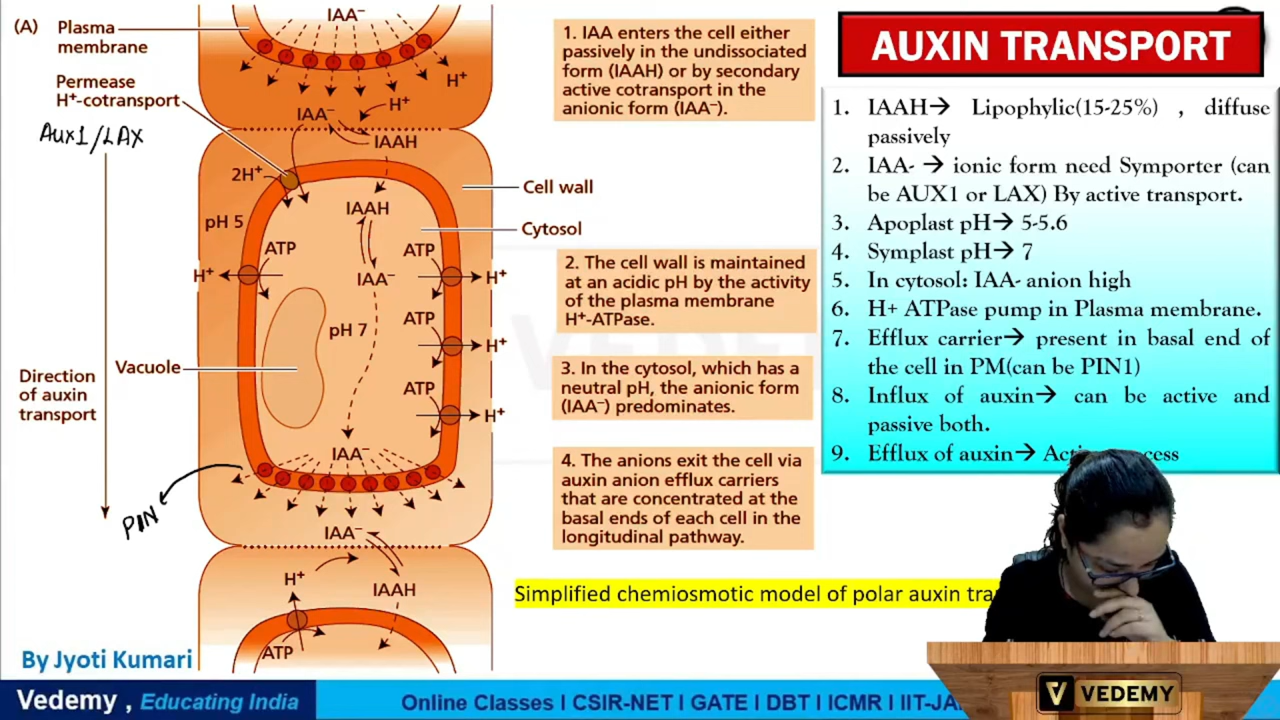 (A)
Plasma
membrane
Permease
H⁺-cotransport
Aux1/LAX
Direction
of auxin
transport
PIN
IAA⁻
H⁺
IAA⁻
H⁺
IAAH
2H⁺
IAAH
pH 5
ATP
ATP
H⁺
IAA⁻
H⁺
ATP
pH 7
H⁺
Vacuole
ATP
H⁺
IAA⁻
IAA⁻
H⁺
IAAH
ATP
Cell wall
Cytosol
1. IAA enters the cell either
passively in the undissociated
form (IAAH) or by secondary
active cotransport in the
anionic form (IAA⁻).
2. The cell wall is maintained
at an acidic pH by the activity
of the plasma membrane
H⁺-ATPase.
3. In the cytosol, which has a
neutral pH, the anionic form
(IAA⁻) predominates.
4. The anions exit the cell via
auxin anion efflux carriers
that are concentrated at the
basal ends of each cell in the
longitudinal pathway.
Simplified chemiosmotic model of polar auxin
AUXIN TRANSPORT
1. IAAH→ Lipophylic(15-25%) , diffuse
passively
2. IAA- → ionic form need Symporter (can
be AUX1 or LAX) By active transport.
3. Apoplast pH→ 5-5.6
4. Symplast pH→ 7
5. In cytosol: IAA- anion high
6. H+ ATPase pump in Plasma membrane.
7. Efflux carrier→ present in basal end of
the cell in PM(can be PIN1)
8. Influx of auxin→ can be active and
passive both.
9. Efflux of auxin→
By Jyoti Kumari
Vedemy , Educating India
Online Classes I CSIR-NET I GATE I DBT I ICMR I
V VEDEMY